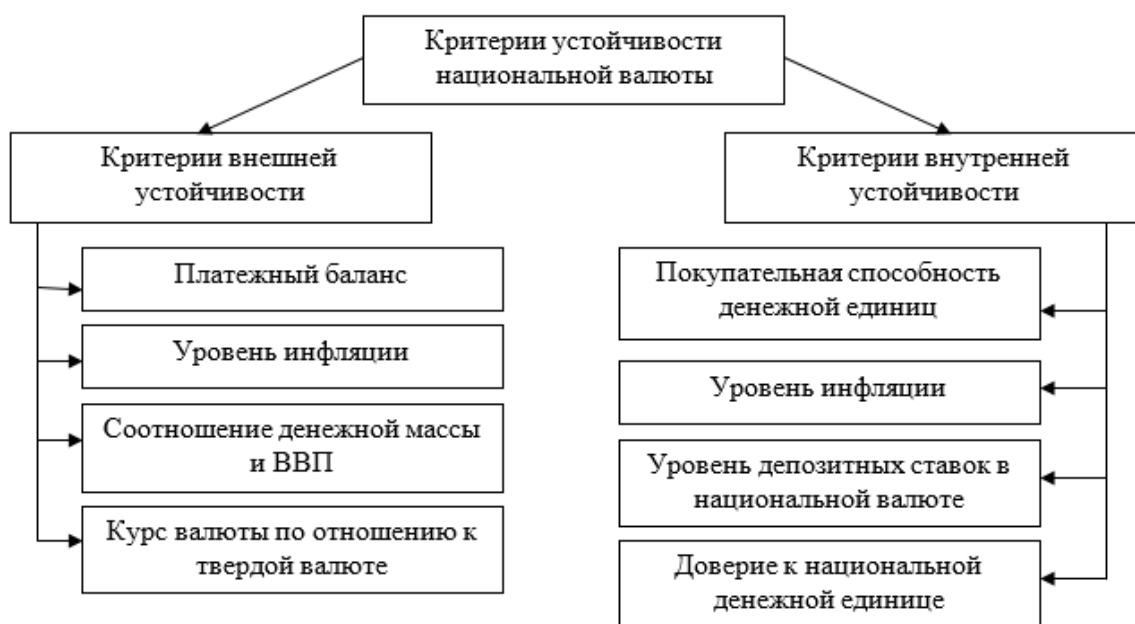 Критерии устойчивости
национальной валюты
Критерии внешней
устойчивости
Платежный баланс
Уровень инфляции
Соотношение денежной массы
и ВВП
Курс валюты по отношению к
твердой валюте
Критерии внутренней
устойчивости
Покупательная способность
денежной единиц
Уровень инфляции
Уровень депозитных ставок в
национальной валюте
Доверие к национальной
денежной единице